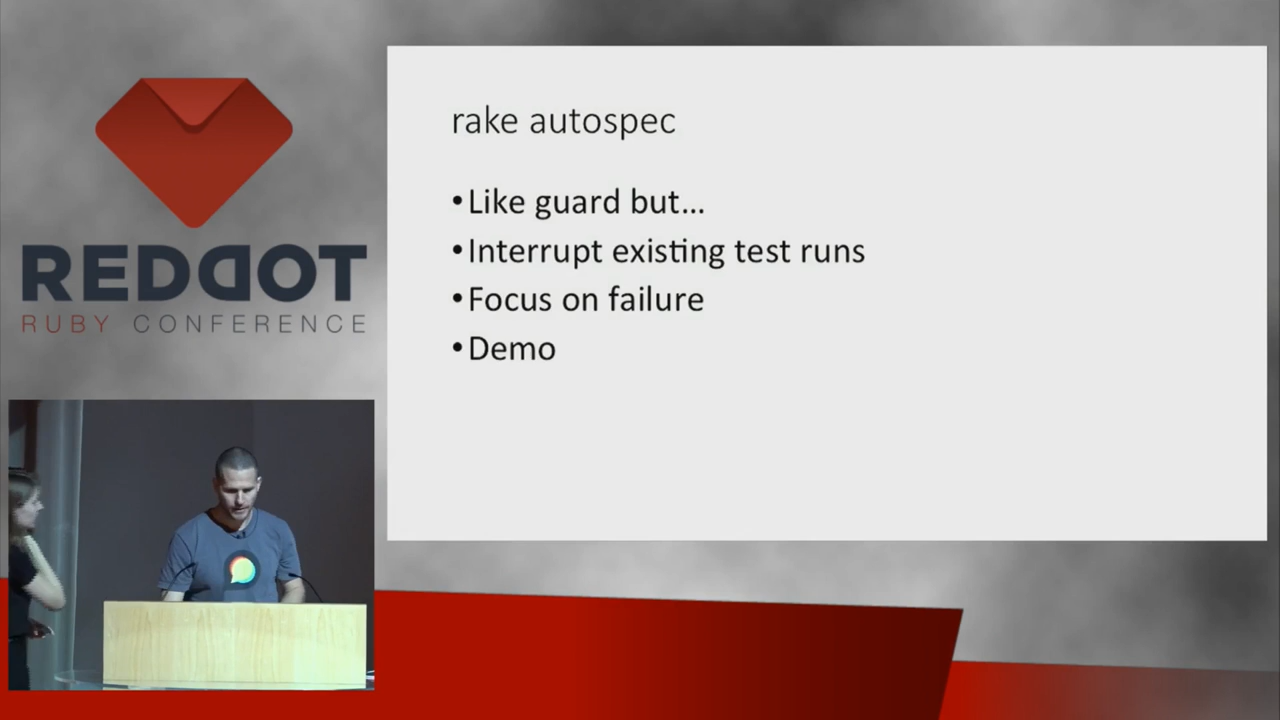 REDDOT
RUBY CONFERENCE
rake autospec
•Like guard but...
•Interrupt existing test runs
•Focus on failure
•Demo